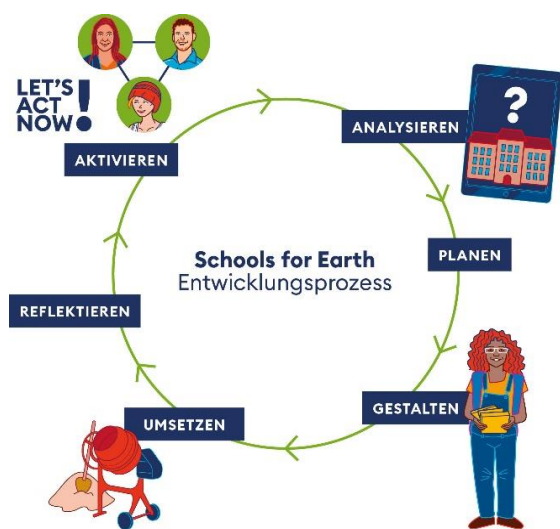 LET'S
ACT
NOW!
?
ANALYSIEREN
AKTIVIEREN
Schools for Earth
Entwicklungsprozess
PLANEN
REFLEKTIEREN
GESTALTEN
UMSETZEN